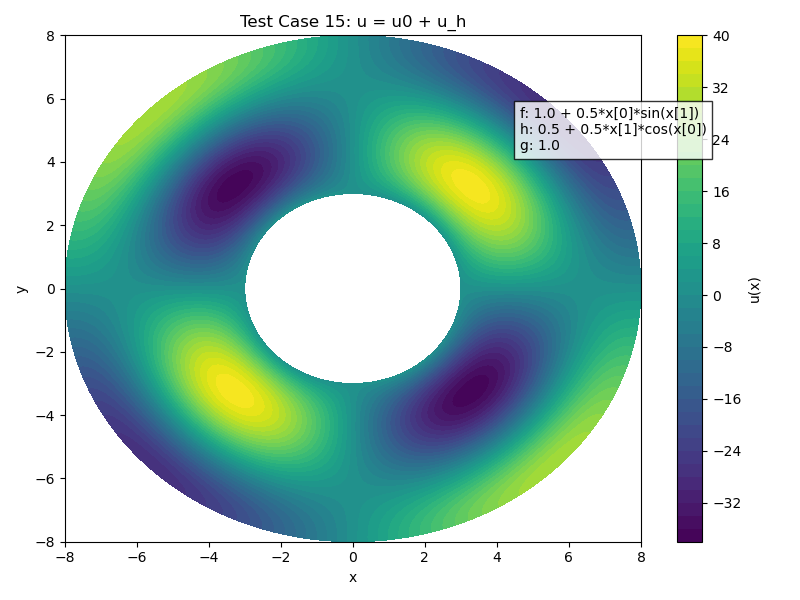 Test Case 15: u = u0 + u_h
f: 1.0 + 0.5*x[0]*sin(x[1])
h: 0.5 + 0.5*x[1]*cos(x[0])
g: 1.0
8
6
4
2
0
−2
−4
−6
−8
y
−8 −6 −4 −2 0 2 4 6 8
x
40
32
24
16
8
0
−8
−16
−24
−32
u(x)